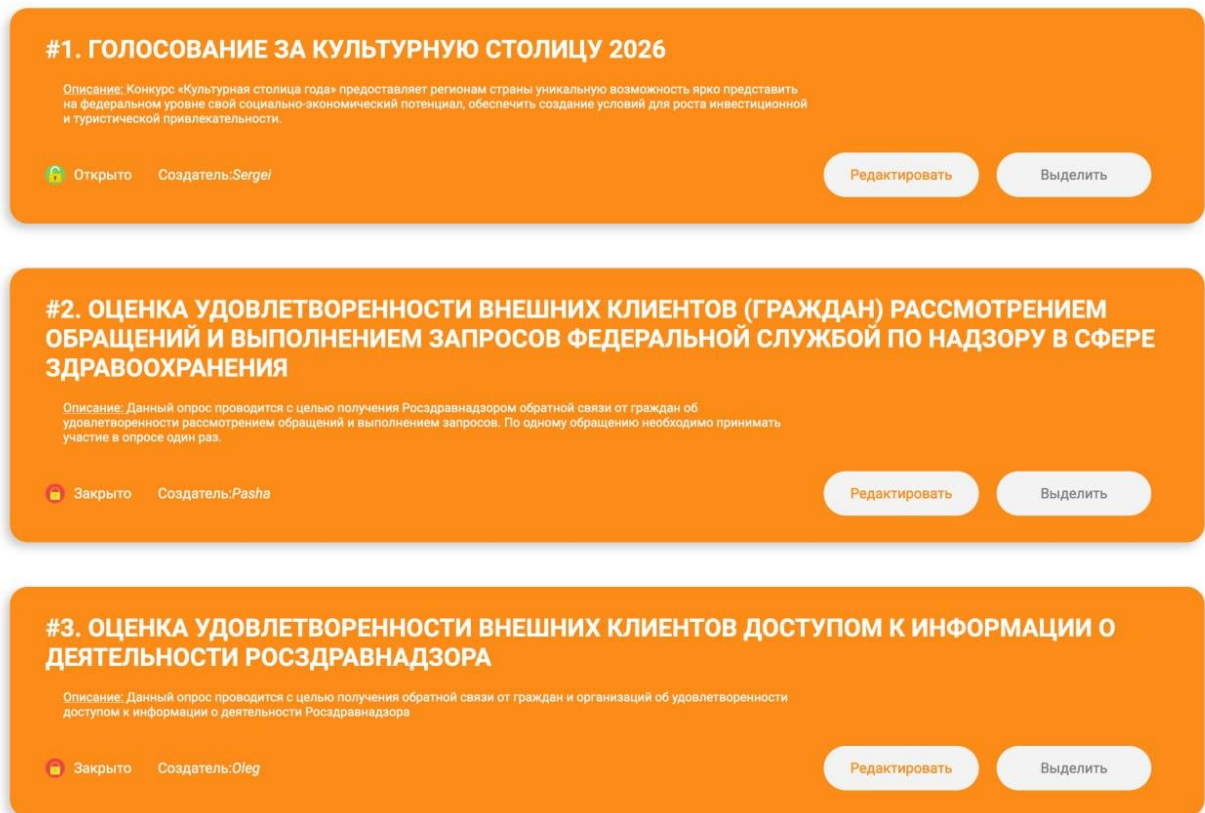 #1. ГОЛОСОВАНИЕ ЗА КУЛЬТУРНУЮ СТОЛИЦУ 2026
Описание: Конкурс «Культурная столица года» предоставляет регионам страны уникальную возможность ярко представить
на федеральном уровне свой социально-экономический потенциал, обеспечить создание условий для роста инвестиционной
и туристической привлекательности.
Открыто Создатель:Sergei Редактировать Выделить
#2. ОЦЕНКА УДОВЛЕТВОРЕННОСТИ ВНЕШНИХ КЛИЕНТОВ (ГРАЖДАН) РАССМОТРЕНИЕМ
ОБРАЩЕНИЙ И ВЫПОЛНЕНИЕМ ЗАПРОСОВ ФЕДЕРАЛЬНОЙ СЛУЖБОЙ ПО НАДЗОРУ В СФЕРЕ
ЗДРАВООХРАНЕНИЯ
Описание: Данный опрос проводится с целью получения Росздравнадзором обратной связи от граждан об
удовлетворенности рассмотрением обращений и выполнением запросов. По одному обращению необходимо принимать
участие в опросе один раз.
Закрыто Создатель:Pasha Редактировать Выделить
#3. ОЦЕНКА УДОВЛЕТВОРЕННОСТИ ВНЕШНИХ КЛИЕНТОВ ДОСТУПОМ К ИНФОРМАЦИИ О
ДЕЯТЕЛЬНОСТИ РОСЗДРАВНАДЗОРА
Описание: Данный опрос проводится с целью получения обратной связи от граждан и организаций об удовлетворенности
доступом к информации о деятельности Росздравнадзора
Закрыто Создатель:Oleg Редактировать Выделить